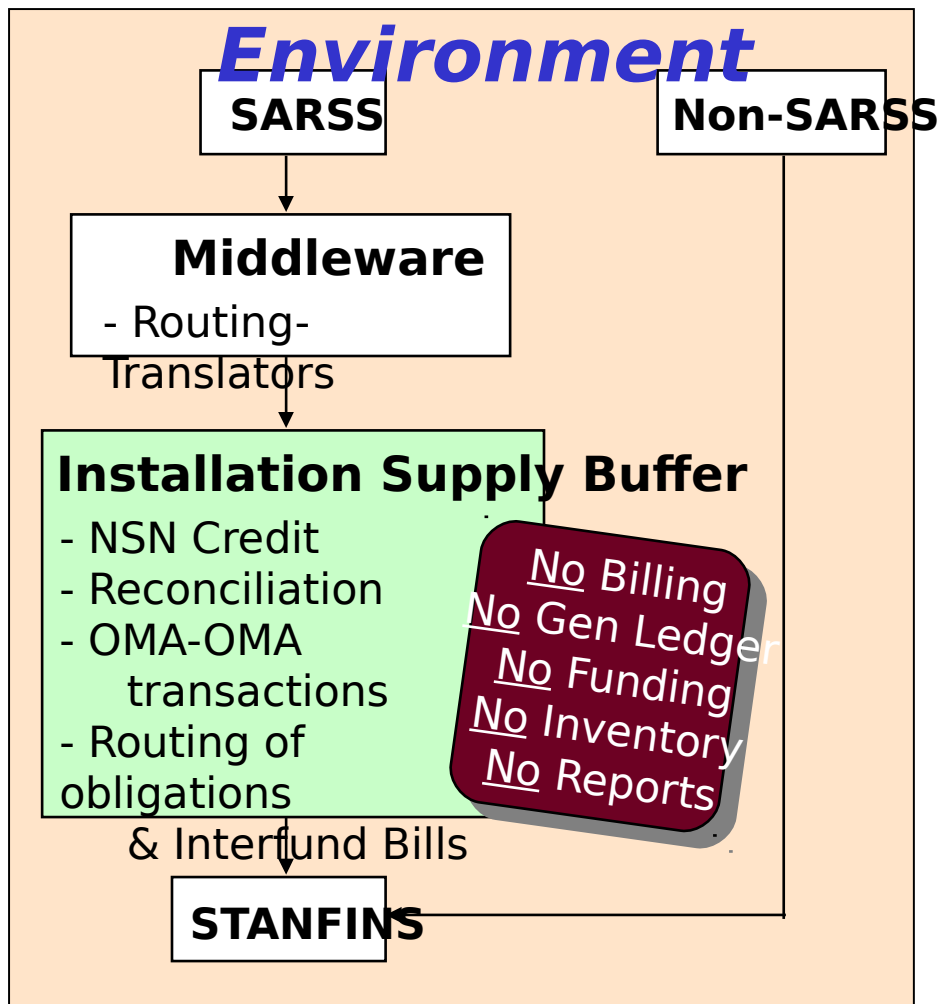 Environment
SARSS
Non-SARSS
Middleware
- Routing-
Translators
Installation Supply Buffer
- NSN Credit
- Reconciliation
- OMA-OMA
transactions
- Routing of
obligations
& Interfund Bills
No Billing
No Gen Ledger
No Funding
No Inventory
No Reports
STANFINS